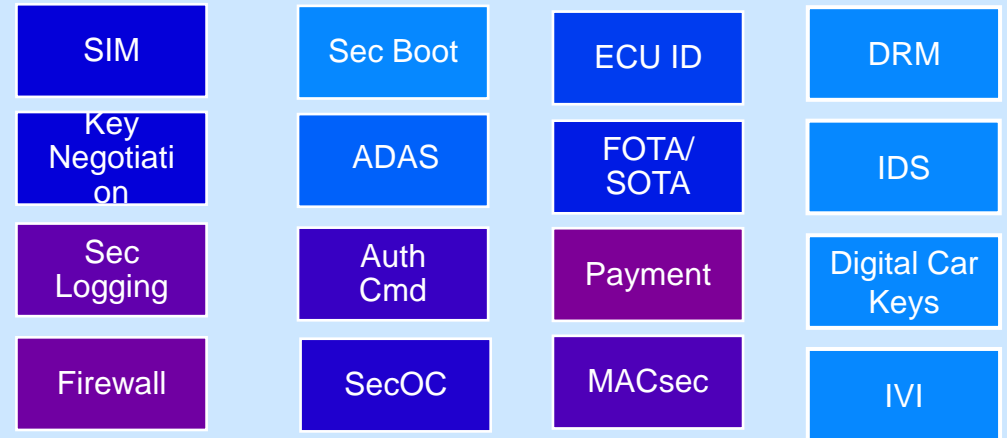 SIM
Sec Boot
ECU ID
DRM
Key
Negotiati
on
ADAS
FOTA/
SOTA
IDS
Sec
Logging
Auth
Cmd
Payment
Digital Car
Keys
Firewall
SecOC
MACsec
IVI